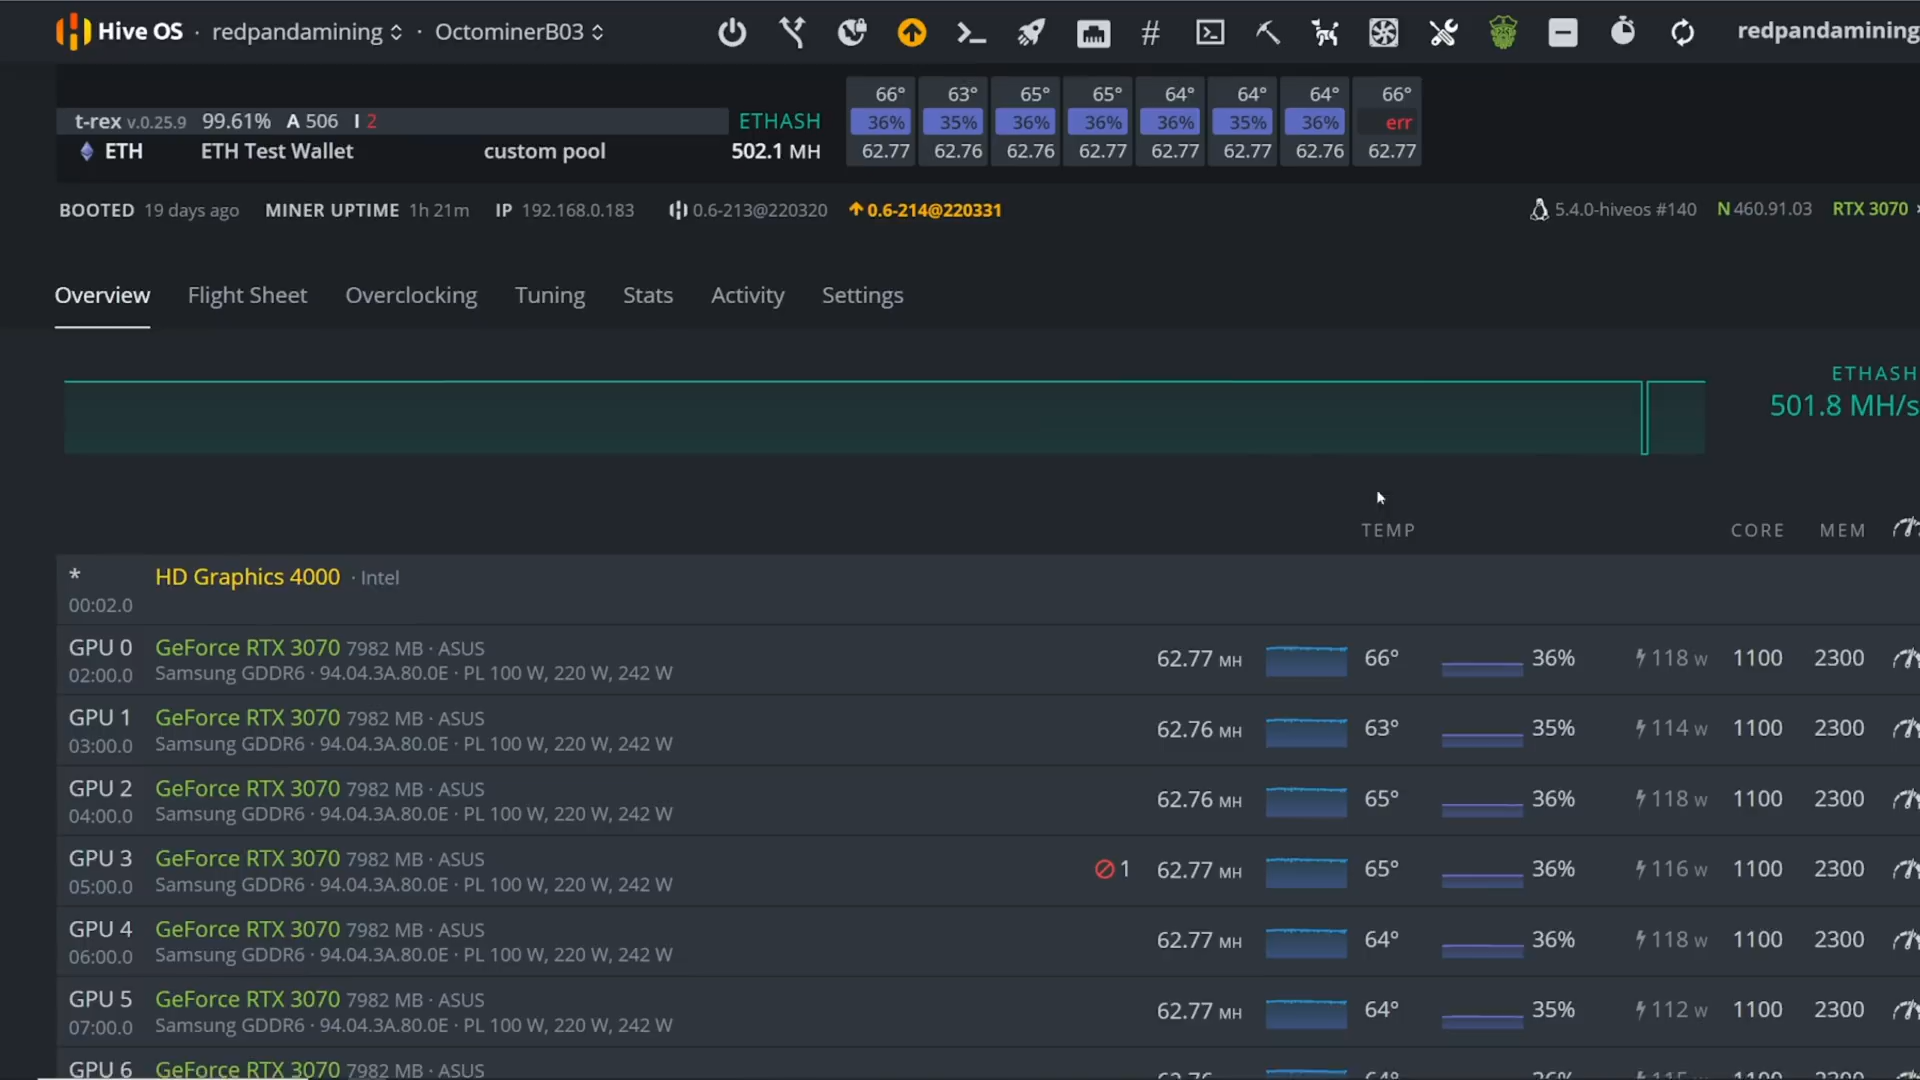 Hive OS · redpandamining · OctominerB03 # redpandamining
66° 63° 65° 65° 64° 64° 64° 66°
t-rex v.0.25.9 99.61% A 506 I 2 ETHASH 36% 35% 36% 36% 36% 35% 36% err
ETH ETH Test Wallet custom pool 502.1 MH 62.77 62.76 62.76 62.77 62.77 62.77 62.76 62.77
BOOTED 19 days ago MINER UPTIME 1h 21m IP 192.168.0.183 0.6-213@220320 0.6-214@220331 5.4.0-hiveos #140 N 460.91.03 RTX 3070
Overview Flight Sheet Overclocking Tuning Stats Activity Settings
ETHASH
501.8 MH/s
TEMP CORE MEM
* HD Graphics 4000 · Intel
00:02.0
GPU 0 GeForce RTX 3070 7982 MB · ASUS 62.77 MH 66° 36% 118 W 1100 2300
02:00.0 Samsung GDDR6 · 94.04.3A.80.0E · PL 100 W, 220 W, 242 W
GPU 1 GeForce RTX 3070 7982 MB · ASUS 62.76 MH 63° 35% 114 W 1100 2300
03:00.0 Samsung GDDR6 · 94.04.3A.80.0E · PL 100 W, 220 W, 242 W
GPU 2 GeForce RTX 3070 7982 MB · ASUS 62.76 MH 65° 36% 118 W 1100 2300
04:00.0 Samsung GDDR6 · 94.04.3A.80.0E · PL 100 W, 220 W, 242 W
GPU 3 GeForce RTX 3070 7982 MB · ASUS 1 62.77 MH 65° 36% 116 W 1100 2300
05:00.0 Samsung GDDR6 · 94.04.3A.80.0E · PL 100 W, 220 W, 242 W
GPU 4 GeForce RTX 3070 7982 MB · ASUS 62.77 MH 64° 36% 118 W 1100 2300
06:00.0 Samsung GDDR6 · 94.04.3A.80.0E · PL 100 W, 220 W, 242 W
GPU 5 GeForce RTX 3070 7982 MB · ASUS 62.77 MH 64° 35% 112 W 1100 2300
07:00.0 Samsung GDDR6 · 94.04.3A.80.0E · PL 100 W, 220 W, 242 W
GPU 6 GeForce RTX 3070 7982 MB · ASUS